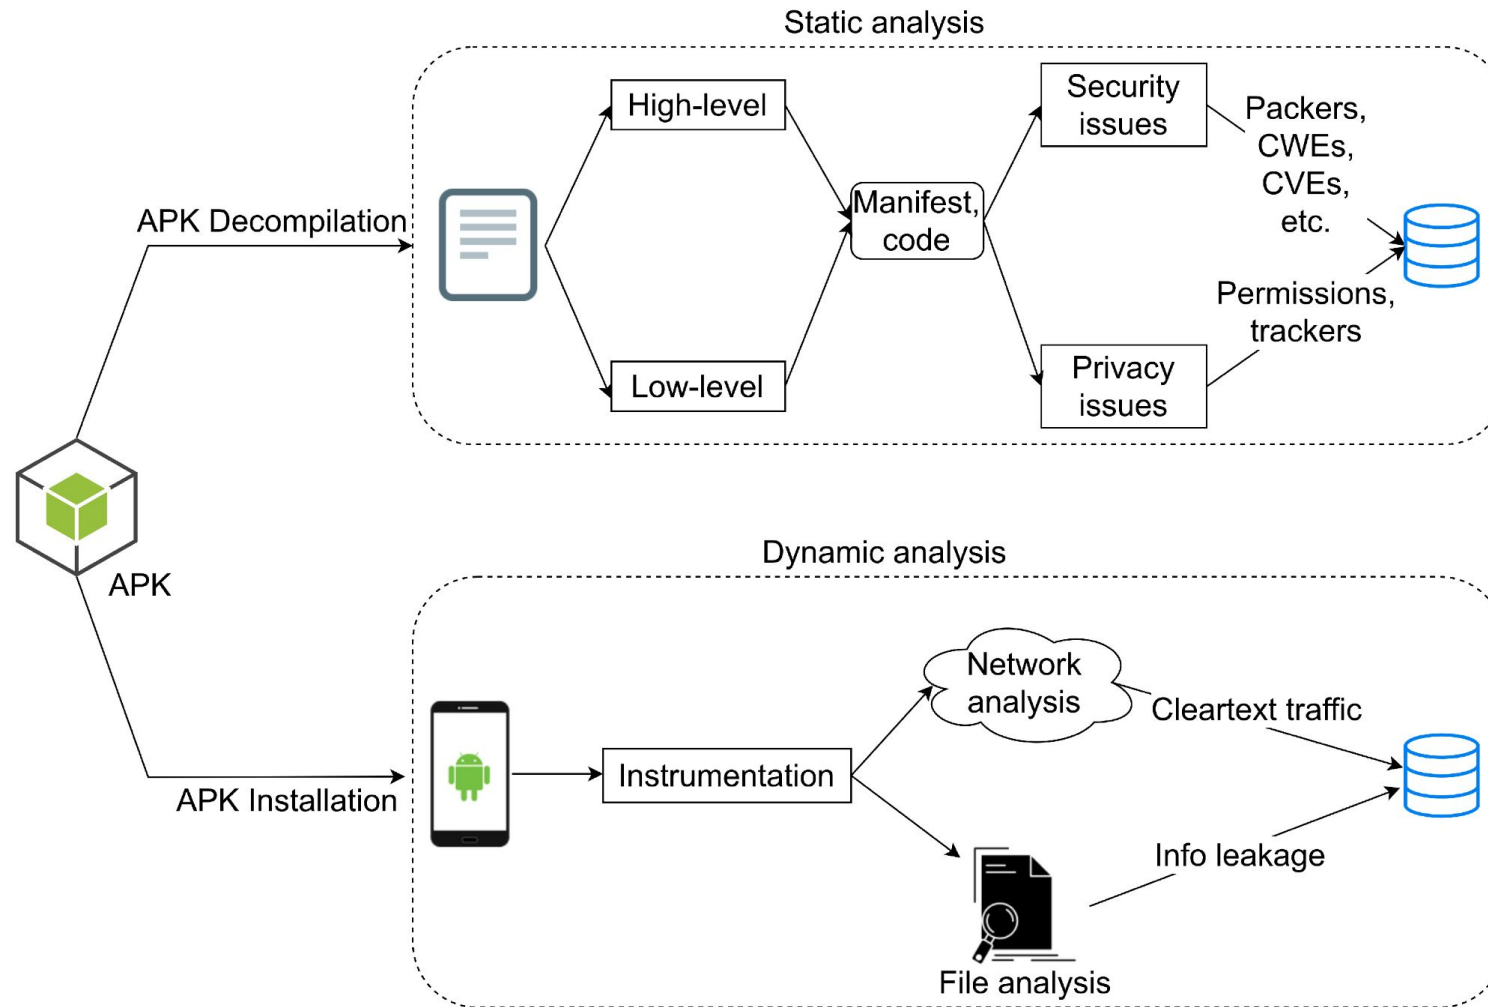 Static analysis
High-level
Security
issues
Packers,
CWEs,
CVEs,
etc.
APK Decompilation
Manifest,
code
Permissions,
trackers
Low-level
Privacy
issues
APK
Dynamic analysis
Network
analysis
Cleartext traffic
APK Installation
Instrumentation
Info leakage
File analysis